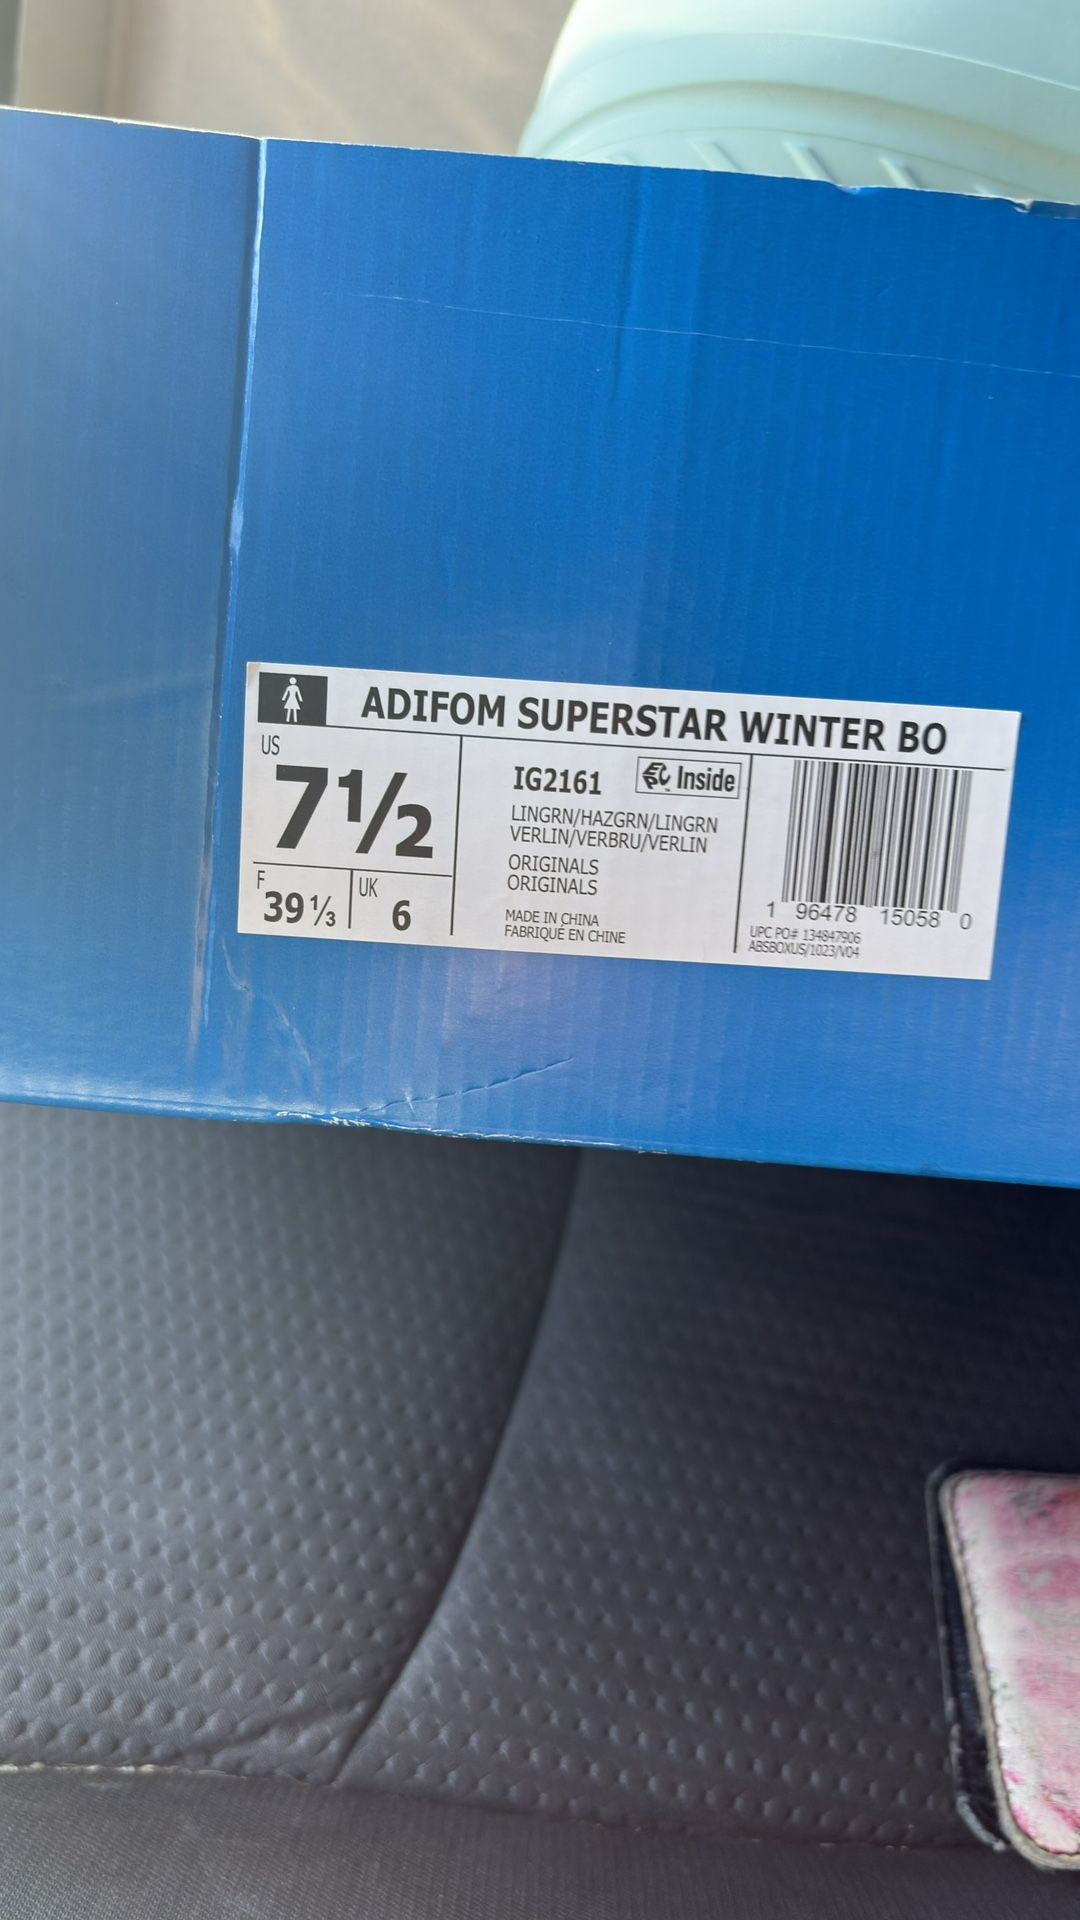 ADIFOM SUPERSTAR WINTER BO
US
7½
F
39⅓
UK
6
IG2161
EPC Inside
LINGRN/HAZGRN/LINGRN
VERLIN/VERBRU/VERLIN
ORIGINALS
ORIGINALS
MADE IN CHINA
FABRIQUÉ EN CHINE
1 96478 15058 0
UPC PO# 134847906
ABSBOXUS/1023/V04